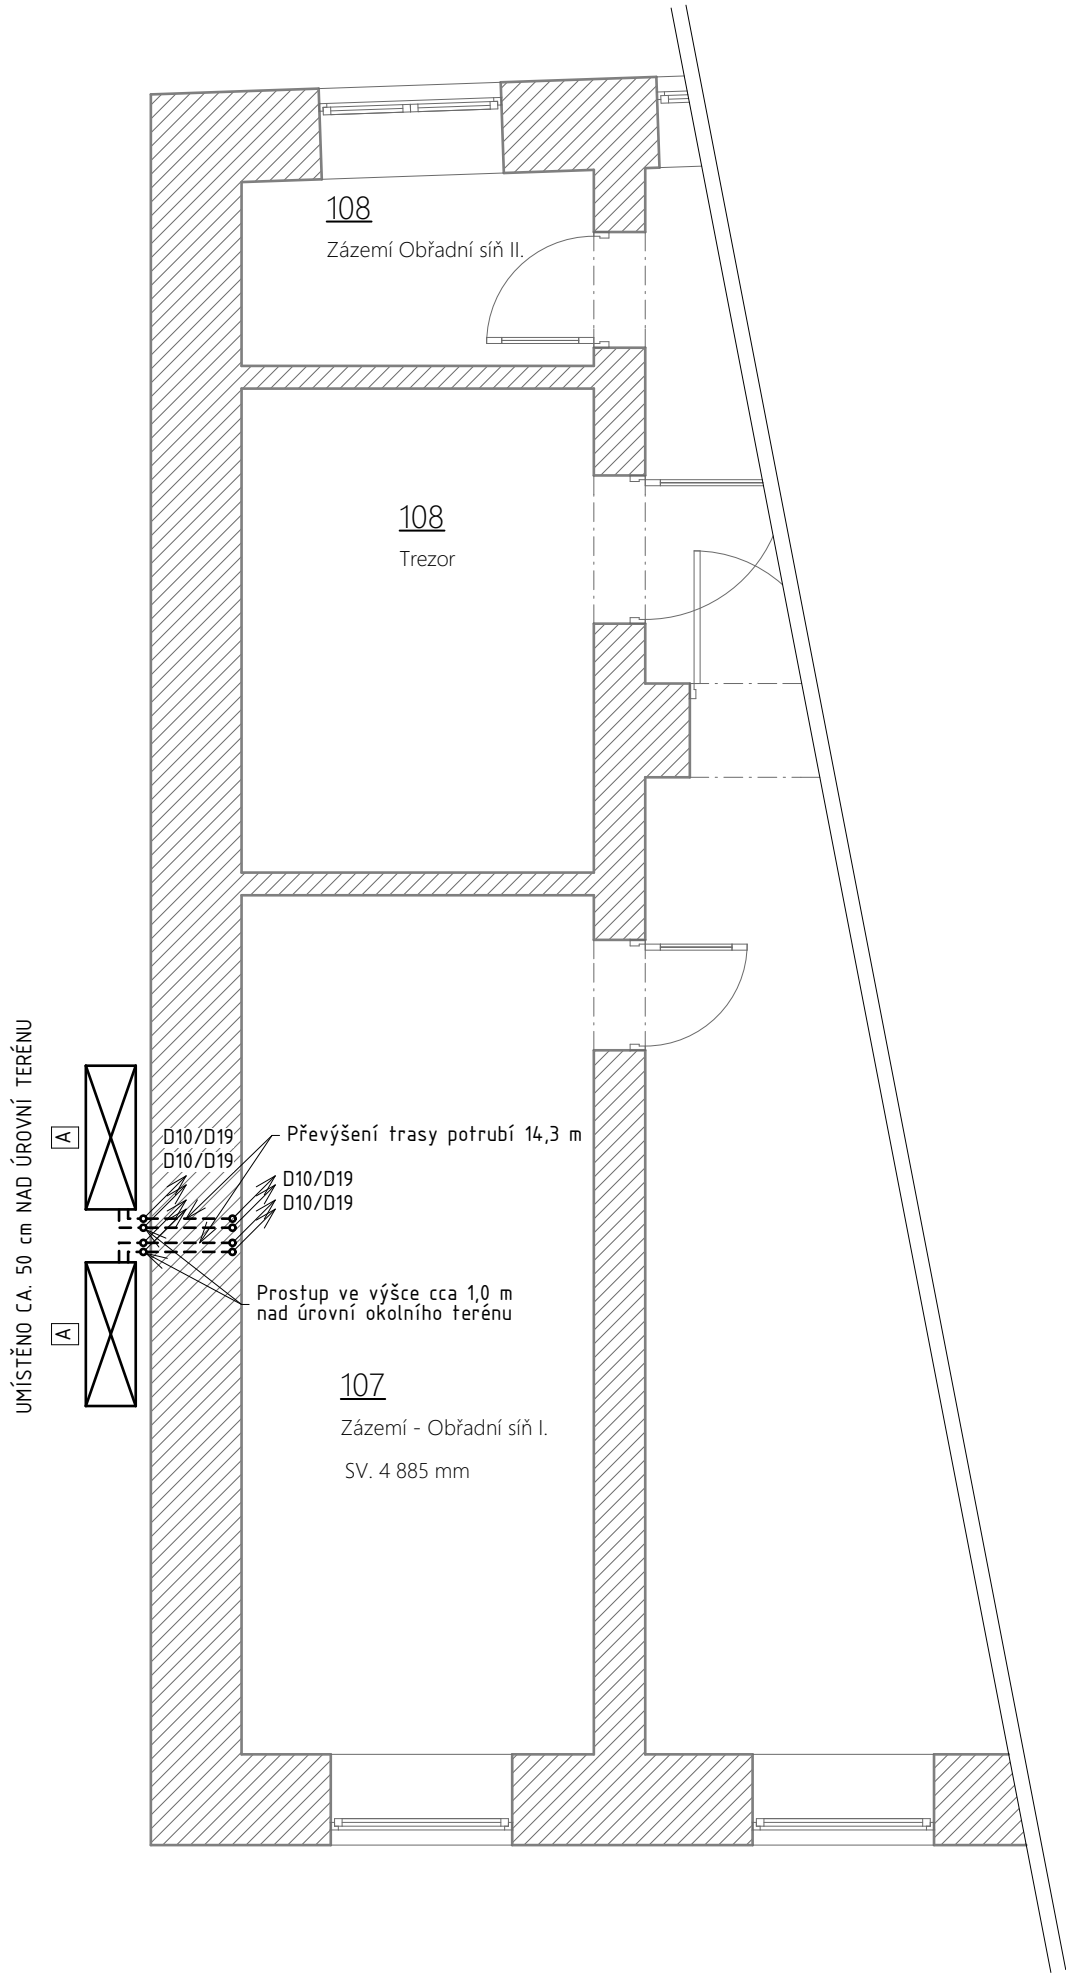 108
Zázemí Obřadní síň II.
108
Trezor
UMÍSTĚNO CA. 50 cm NAD ÚROVNÍ TERÉNU
A
A
D10/D19
D10/D19
Převýšení trasy potrubí 14,3 m
D10/D19
D10/D19
Prostup ve výšce cca 1,0 m
nad úrovní okolního terénu
107
Zázemí - Obřadní síň I.
SV. 4 885 mm